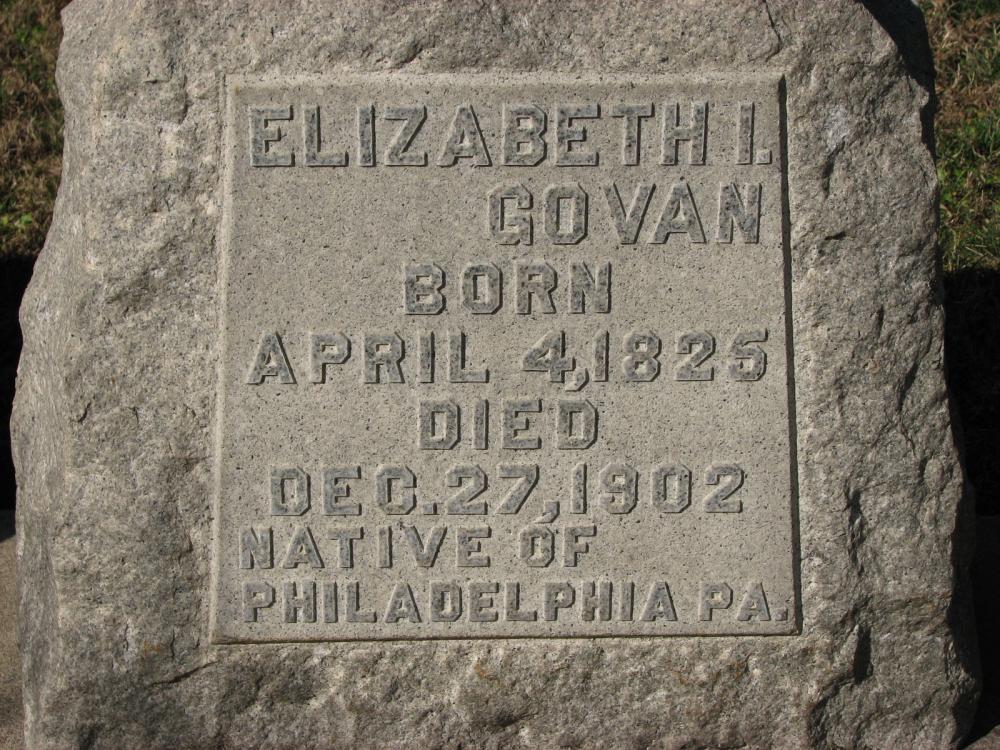 ELIZABETH I.
GOVAN
BORN
APRIL 4, 1825
DIED
DEC. 27, 1902
NATIVE OF
PHILADELPHIA PA.